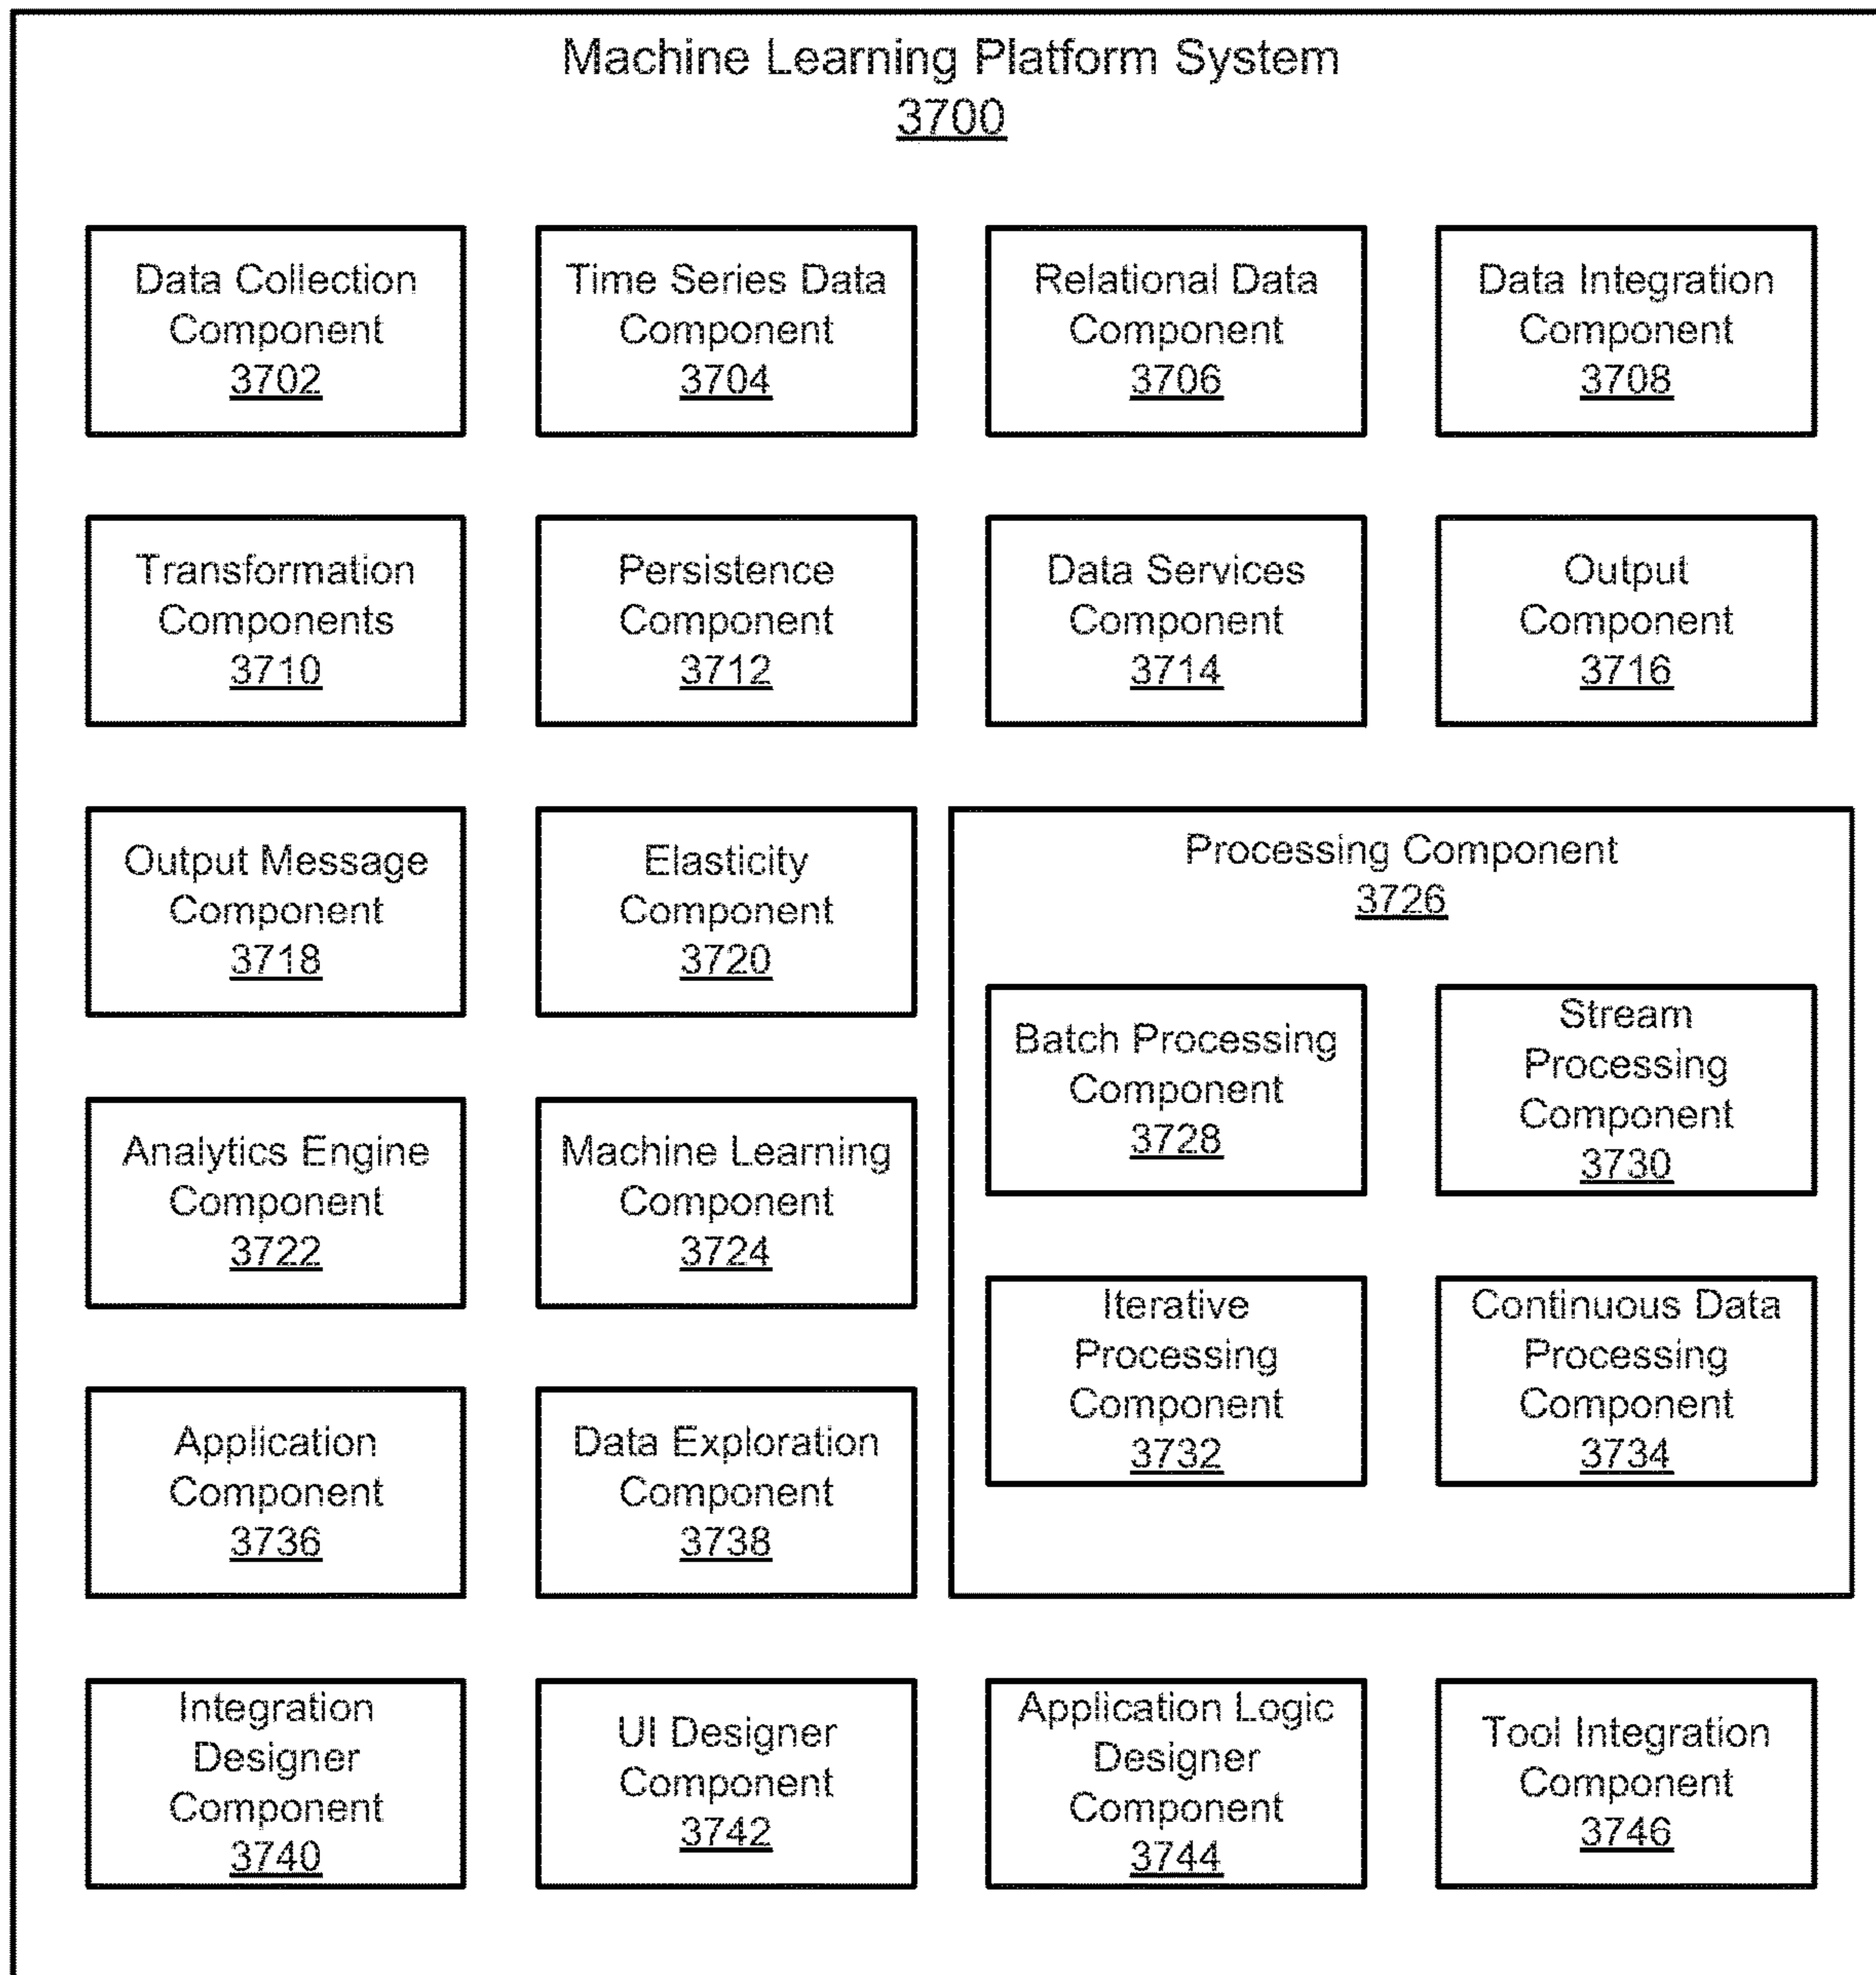 Machine Learning Platform System
3700
Data Collection
Component
3702
Time Series Data
Component
3704
Relational Data
Component
3706
Data Integration
Component
3708
Transformation
Components
3710
Persistence
Component
3712
Data Services
Component
3714
Output
Component
3716
Output Message
Component
3718
Elasticity
Component
3720
Processing Component
3726
Batch Processing
Component
3728
Stream
Processing
Component
3730
Analytics Engine
Component
3722
Machine Learning
Component
3724
Iterative
Processing
Component
3732
Continuous Data
Processing
Component
3734
Application
Component
3736
Data Exploration
Component
3738
Integration
Designer
Component
3740
UI Designer
Component
3742
Application Logic
Designer
Component
3744
Tool Integration
Component
3746